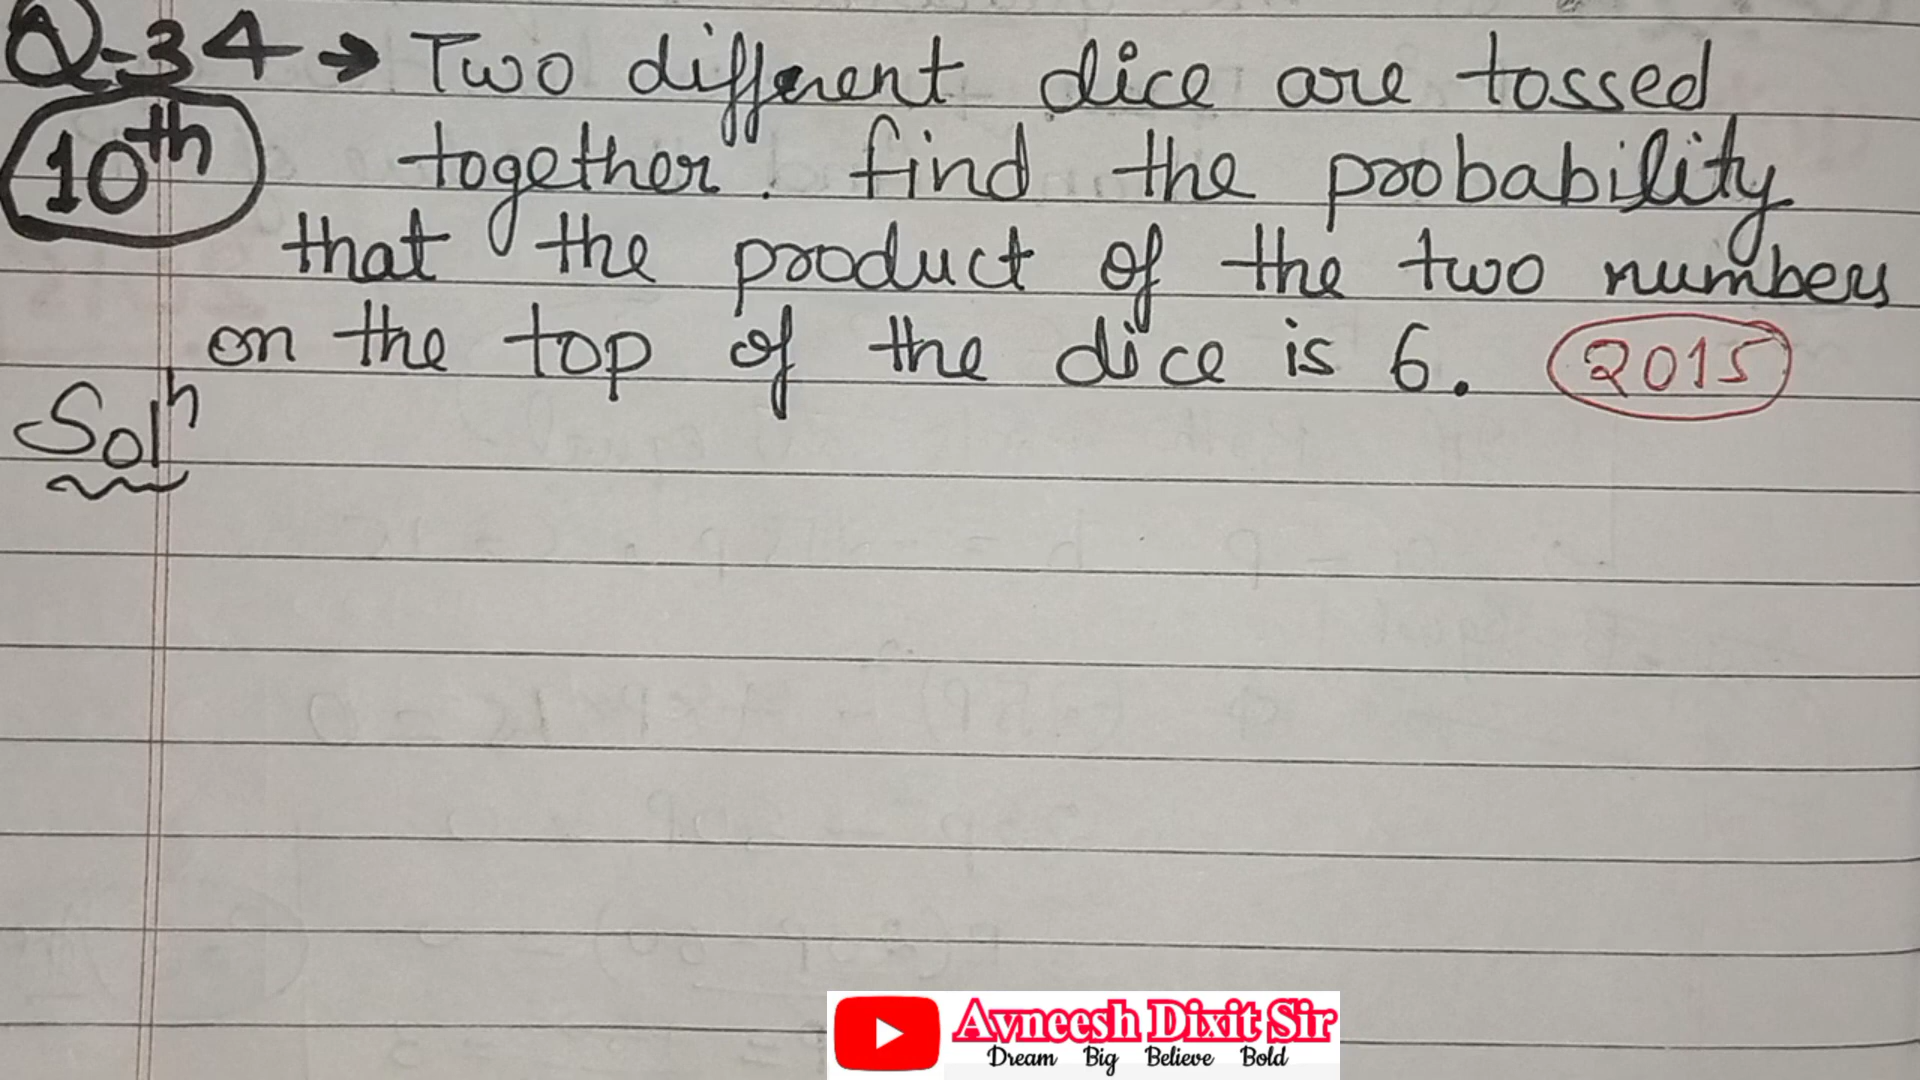 Q-34 → Two different dice are tossed
10th together. find the probability
that the product of the two numbers
on the top of the dice is 6. 2015
Solⁿ
Avneesh Dixit Sir
Dream Big Believe Bold